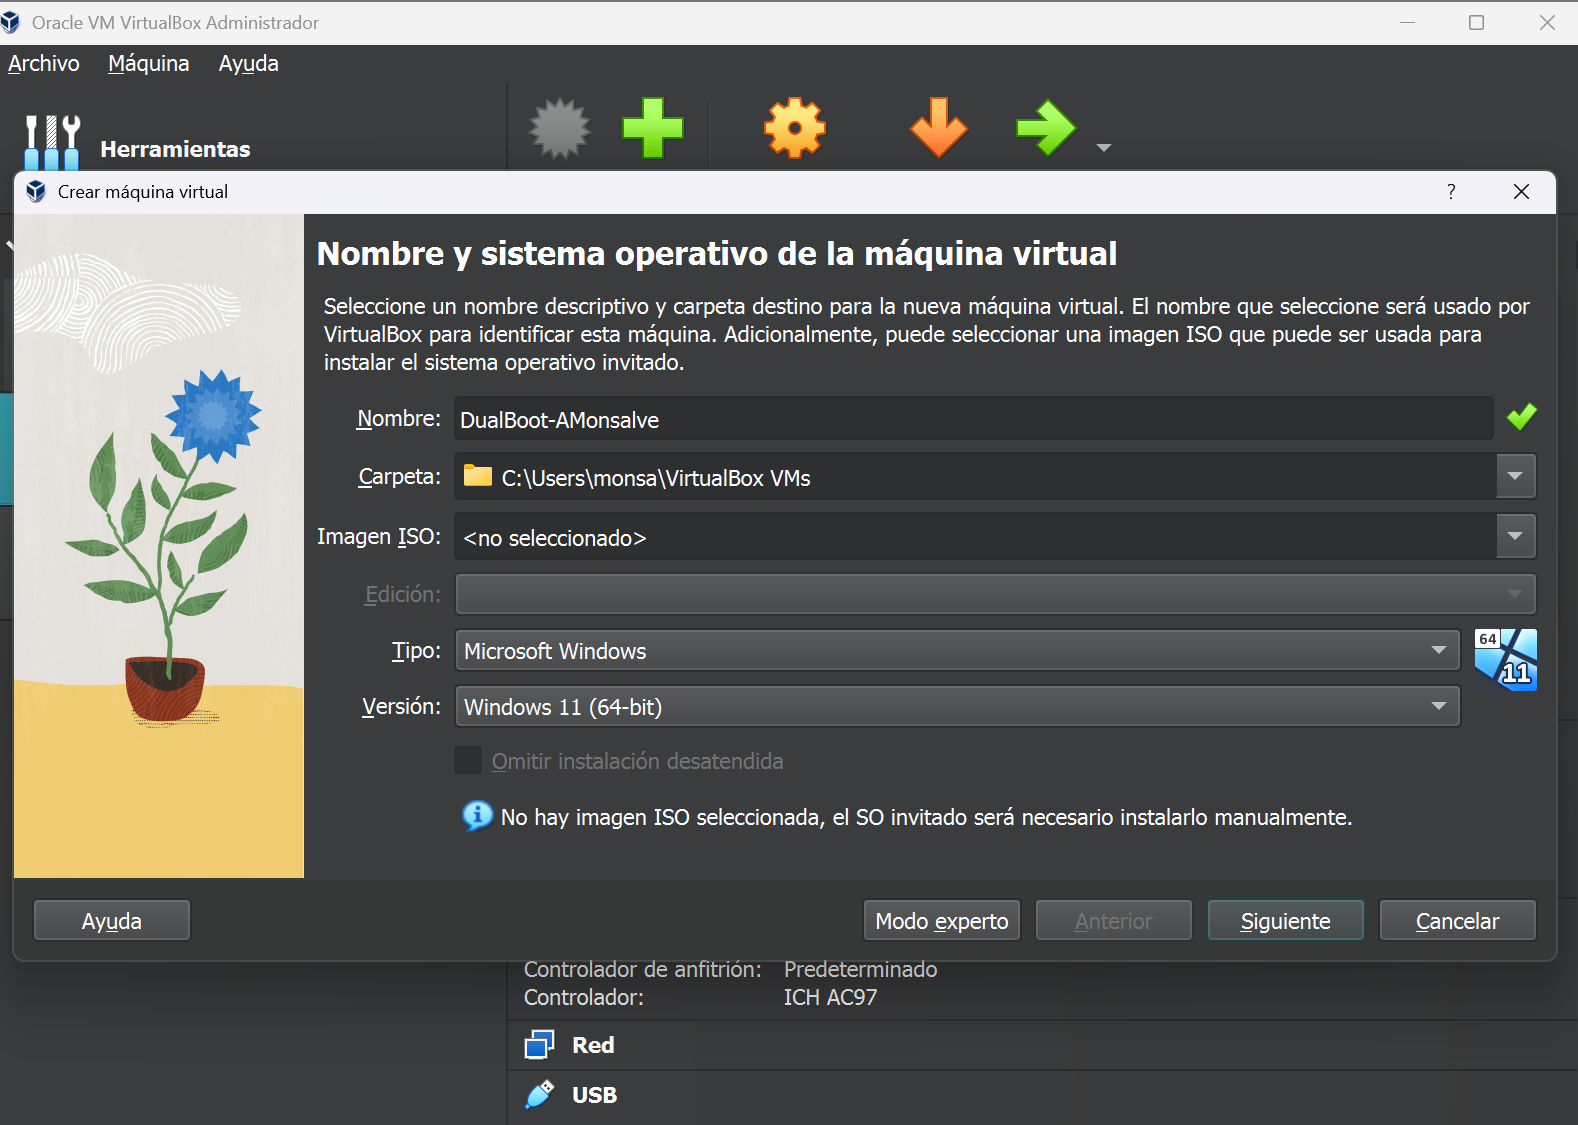 Oracle VM VirtualBox Administrador
Archivo Máquina Ayuda
Herramientas
Crear máquina virtual ?
Nombre y sistema operativo de la máquina virtual
Seleccione un nombre descriptivo y carpeta destino para la nueva máquina virtual. El nombre que seleccione será usado por
VirtualBox para identificar esta máquina. Adicionalmente, puede seleccionar una imagen ISO que puede ser usada para
instalar el sistema operativo invitado.
Nombre: DualBoot-AMonsalve
Carpeta: C:\Users\monsa\VirtualBox VMs
Imagen ISO: <no seleccionado>
Edición:
Tipo: Microsoft Windows
64
11
Versión: Windows 11 (64-bit)
Omitir instalación desatendida
No hay imagen ISO seleccionada, el SO invitado será necesario instalarlo manualmente.
Ayuda Modo experto Anterior Siguiente Cancelar
Controlador de anfitrión: Predeterminado
Controlador: ICH AC97
Red
USB